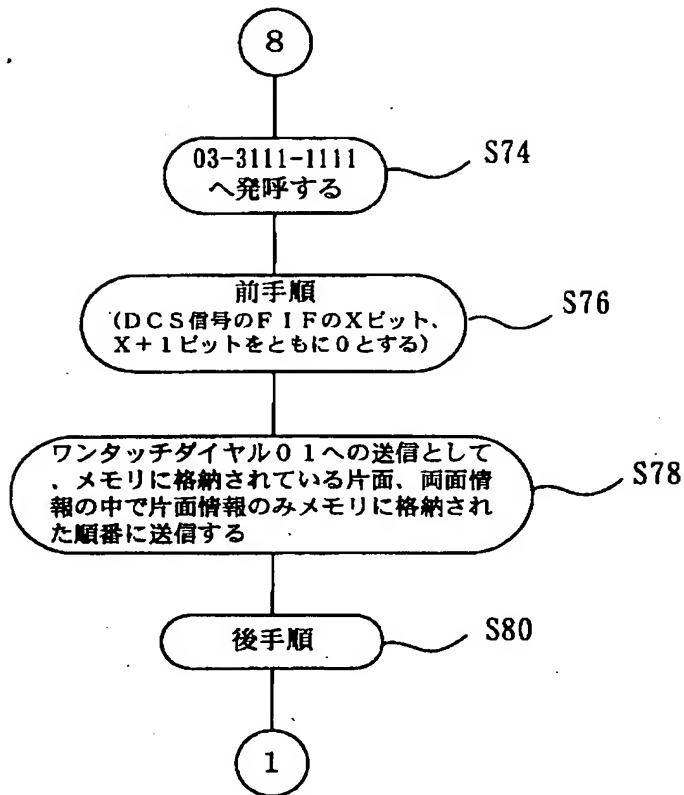 8
03-3111-1111
へ発呼する
S74
前手順
(DCS信号のFIFのXビット、
X+1ビットをともに0とする)
S76
ワンタッチダイヤル01への送信として
、メモリに格納されている片面、両面情
報の中で片面情報のみメモリに格納され
た順番に送信する
S78
後手順
S80
1